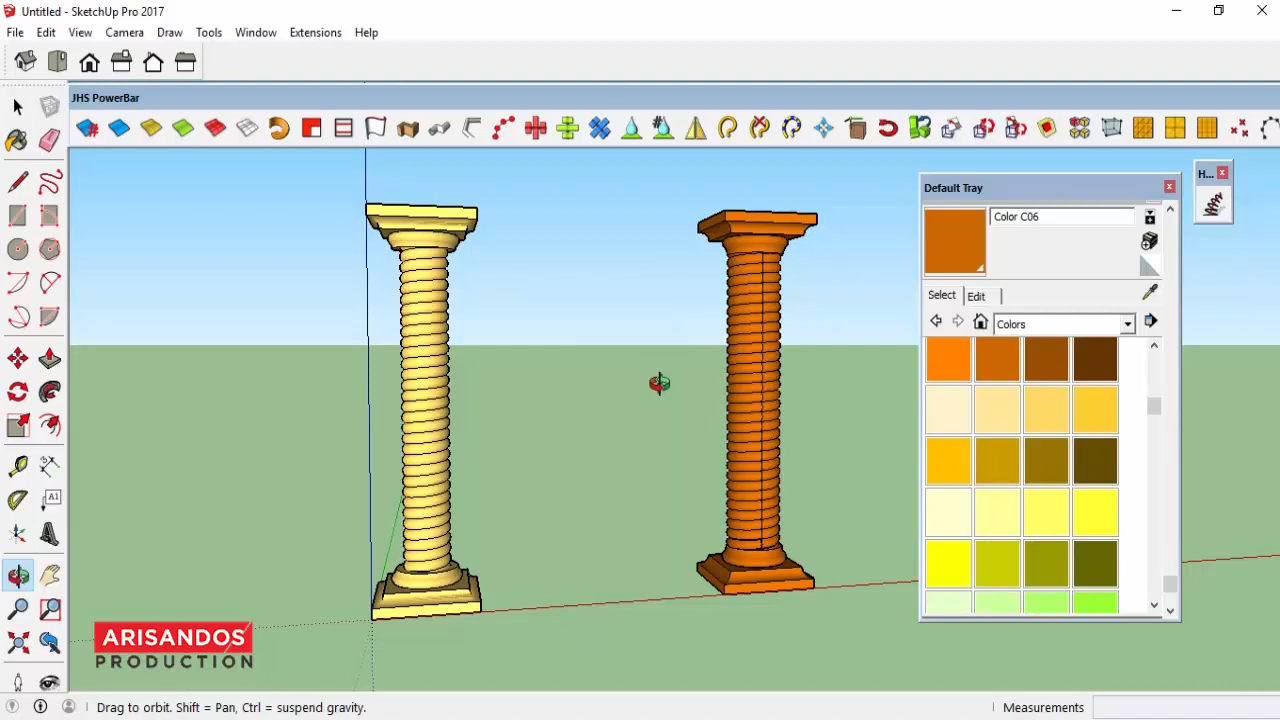 Untitled - SketchUp Pro 2017
File Edit View Camera Draw Tools Window Extensions Help
JHS PowerBar
H...
Default Tray
Color C06
Select Edit
Colors
A1
ARISANDOS
PRODUCTION
Drag to orbit. Shift = Pan, Ctrl = suspend gravity.
Measurements